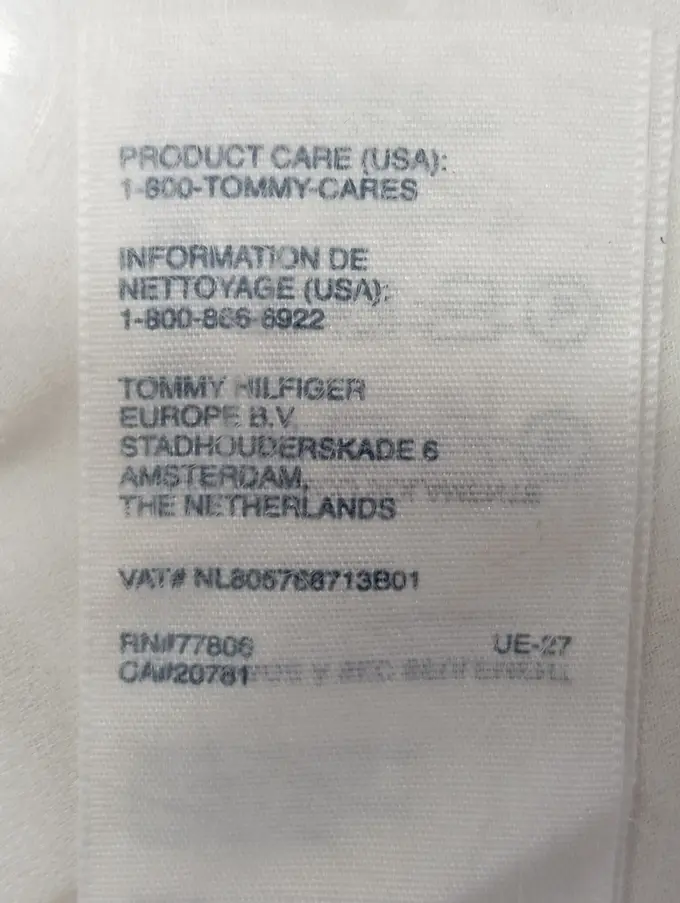 PRODUCT CARE (USA):
1-800-TOMMY-CARES
INFORMATION DE
NETTOYAGE (USA):
1-800-866-6922
TOMMY HILFIGER
EUROPE B.V.
STADHOUDERSKADE 6
AMSTERDAM,
THE NETHERLANDS
VAT# NL806768713B01
RN#77806 UE-27
CA#20781